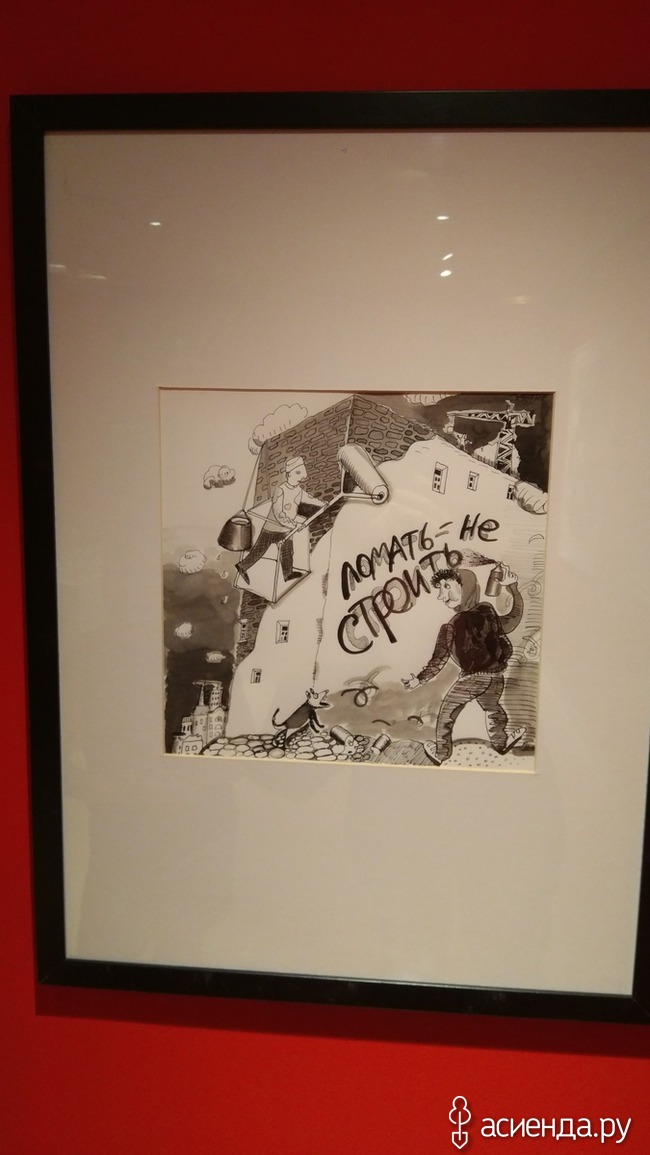 ломать = не
строить
асиенда.ру